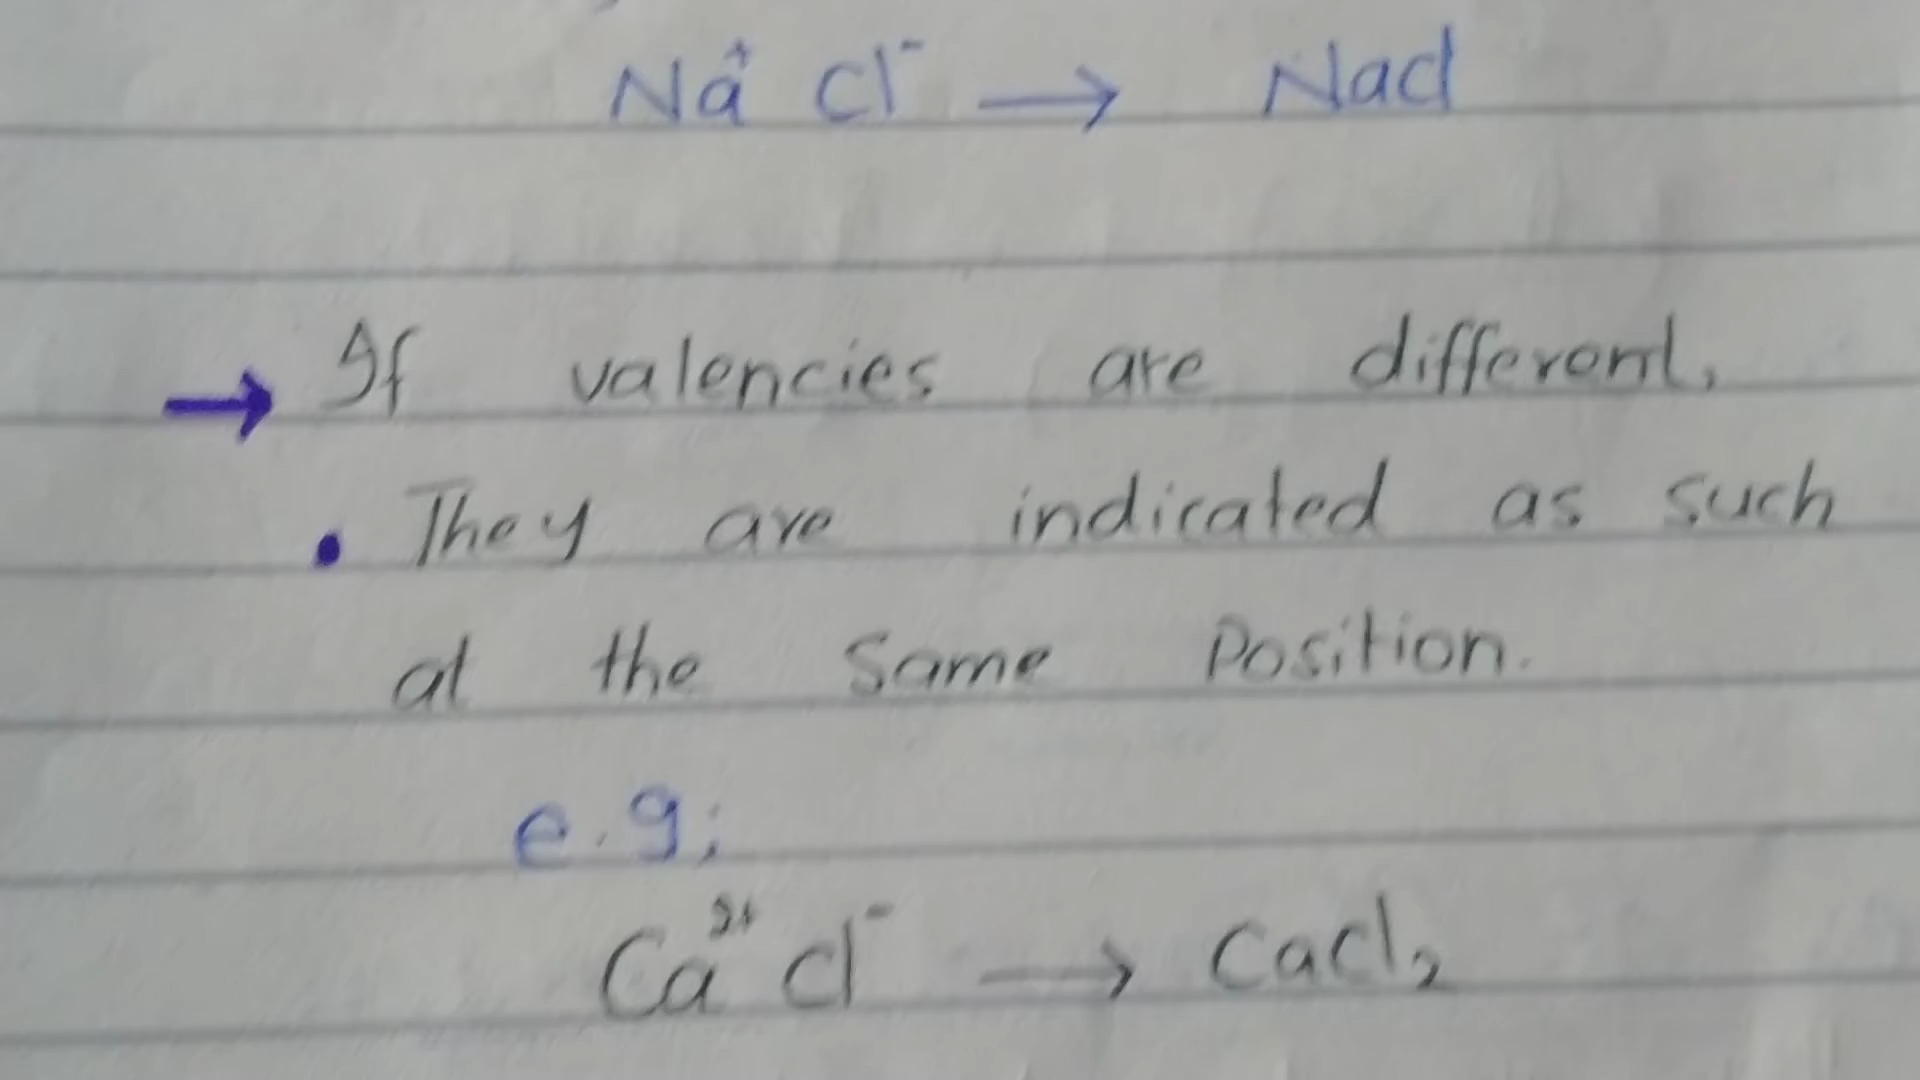 Na⁺ Cl⁻ → Nacl
→ If valencies are different,
• They are indicated as such
at the Same Position.
e.g;
Ca²⁺ Cl⁻ → CaCl₂